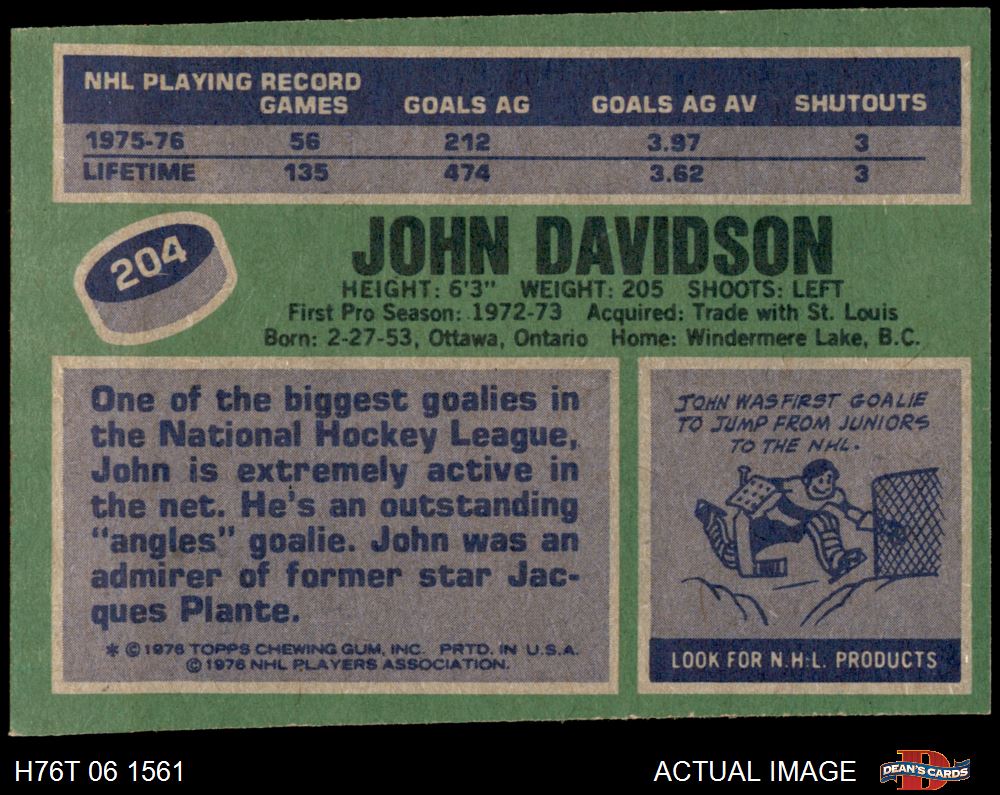 NHL PLAYING RECORD
GAMES GOALS AG GOALS AG AV SHUTOUTS
1975-76 56 212 3.97 3
LIFETIME 135 474 3.62 3
204
JOHN DAVIDSON
HEIGHT: 6'3" WEIGHT: 205 SHOOTS: LEFT
First Pro Season: 1972-73 Acquired: Trade with St. Louis
Born: 2-27-53, Ottawa, Ontario Home: Windermere Lake, B.C.
One of the biggest goalies in
the National Hockey League,
John is extremely active in
the net. He's an outstanding
"angles" goalie. John was an
admirer of former star Jac-
ques Plante.
* © 1976 TOPPS CHEWING GUM, INC. PRTD. IN U.S.A.
© 1976 NHL PLAYERS ASSOCIATION.
JOHN WAS FIRST GOALIE
TO JUMP FROM JUNIORS
TO THE NHL.
LOOK FOR N.H.L. PRODUCTS
H76T 06 1561
ACTUAL IMAGE
D
DEAN'S CARDS